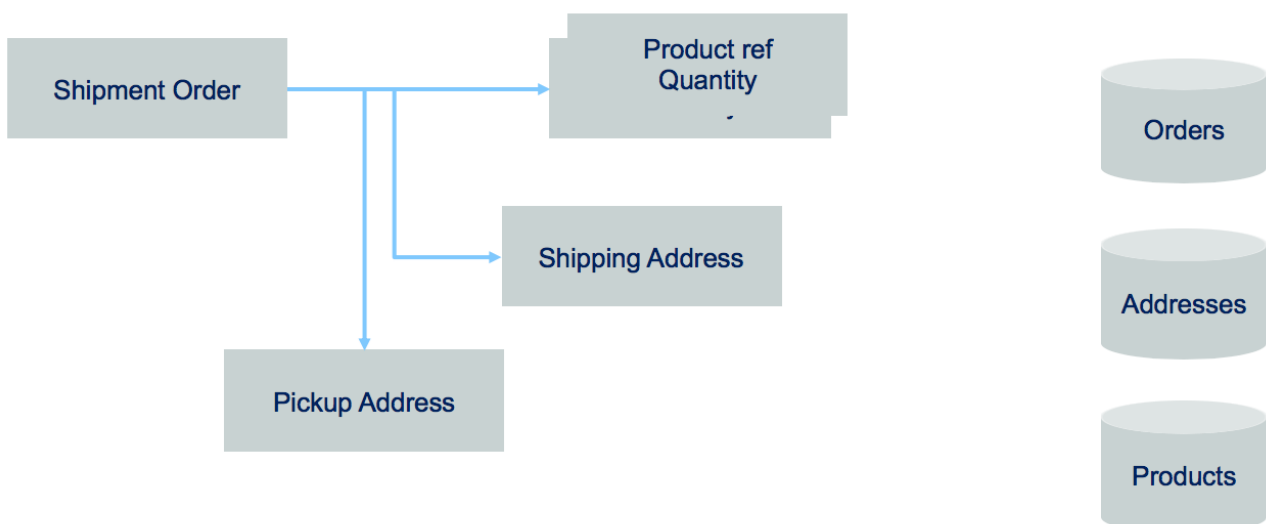 Shipment Order
Product ref
Quantity
Orders
Shipping Address
Addresses
Pickup Address
Products